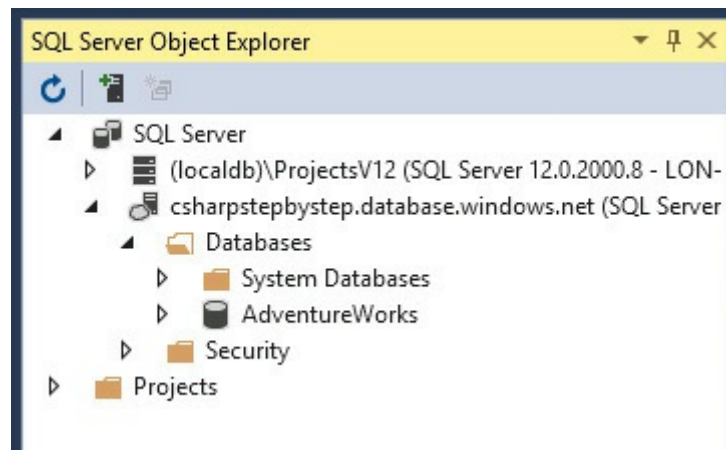 SQL Server Object Explorer
SQL Server
(localdb)\ProjectsV12 (SQL Server 12.0.2000.8 - LON-
csharpstepbystep.database.windows.net (SQL Server
Databases
System Databases
AdventureWorks
Security
Projects